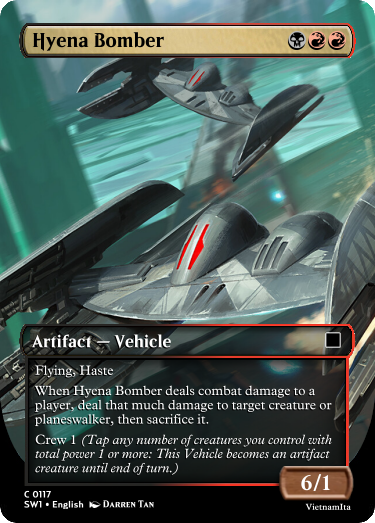 Hyena Bomber
Artifact — Vehicle
Flying, Haste
When Hyena Bomber deals combat damage to a
player, deal that much damage to target creature or
planeswalker, then sacrifice it.
Crew 1 (Tap any number of creatures you control with
total power 1 or more: This Vehicle becomes an artifact
creature until end of turn.)
6/1
C 0117
SW1 • English DARREN TAN
VietnamIta